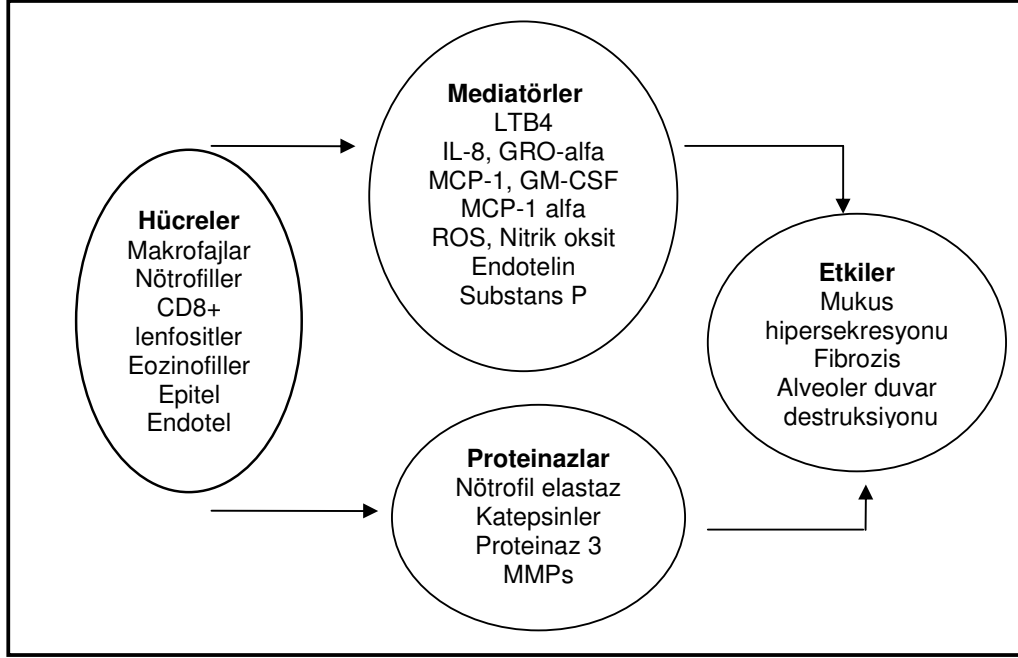 Hücreler
Makrofajlar
Nötrofiller
CD8+
lenfositler
Eozinofiller
Epitel
Endotel
Mediatörler
LTB4
IL-8, GRO-alfa
MCP-1, GM-CSF
MCP-1 alfa
ROS, Nitrik oksit
Endotelin
Substans P
Proteinazlar
Nötrofil elastaz
Katepsinler
Proteinaz 3
MMPs
Etkiler
Mukus
hipersekresyonu
Fibrozis
Alveoler duvar
destruksiyonu